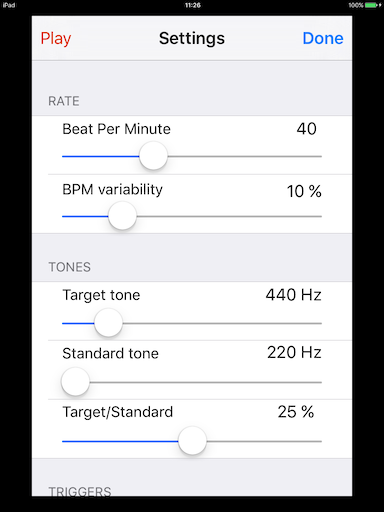 iPad 11:26 100%
Play Settings Done
RATE
Beat Per Minute 40
BPM variability 10 %
TONES
Target tone 440 Hz
Standard tone 220 Hz
Target/Standard 25 %
TRIGGERS